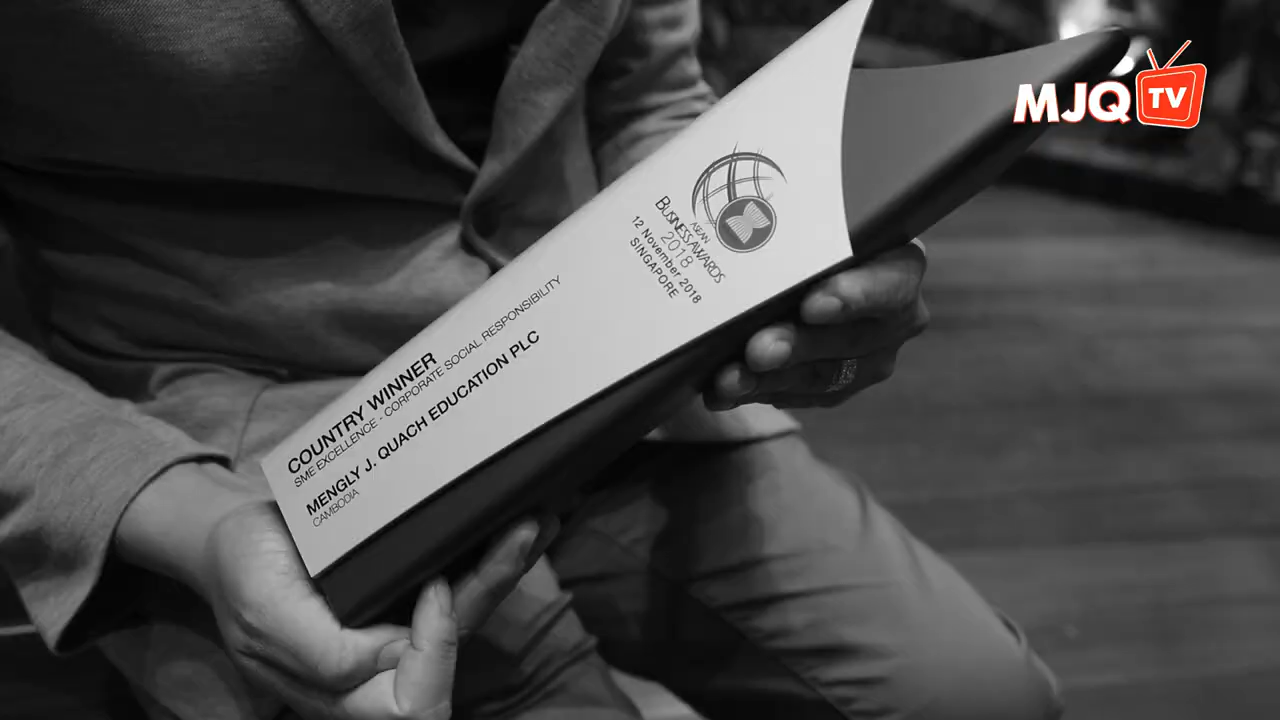 MJQ TV
ASEAN
BUSINESS AWARDS
2018
12 November 2018
SINGAPORE
COUNTRY WINNER
SME EXCELLENCE - CORPORATE SOCIAL RESPONSIBILITY
MENGLY J. QUACH EDUCATION PLC
CAMBODIA